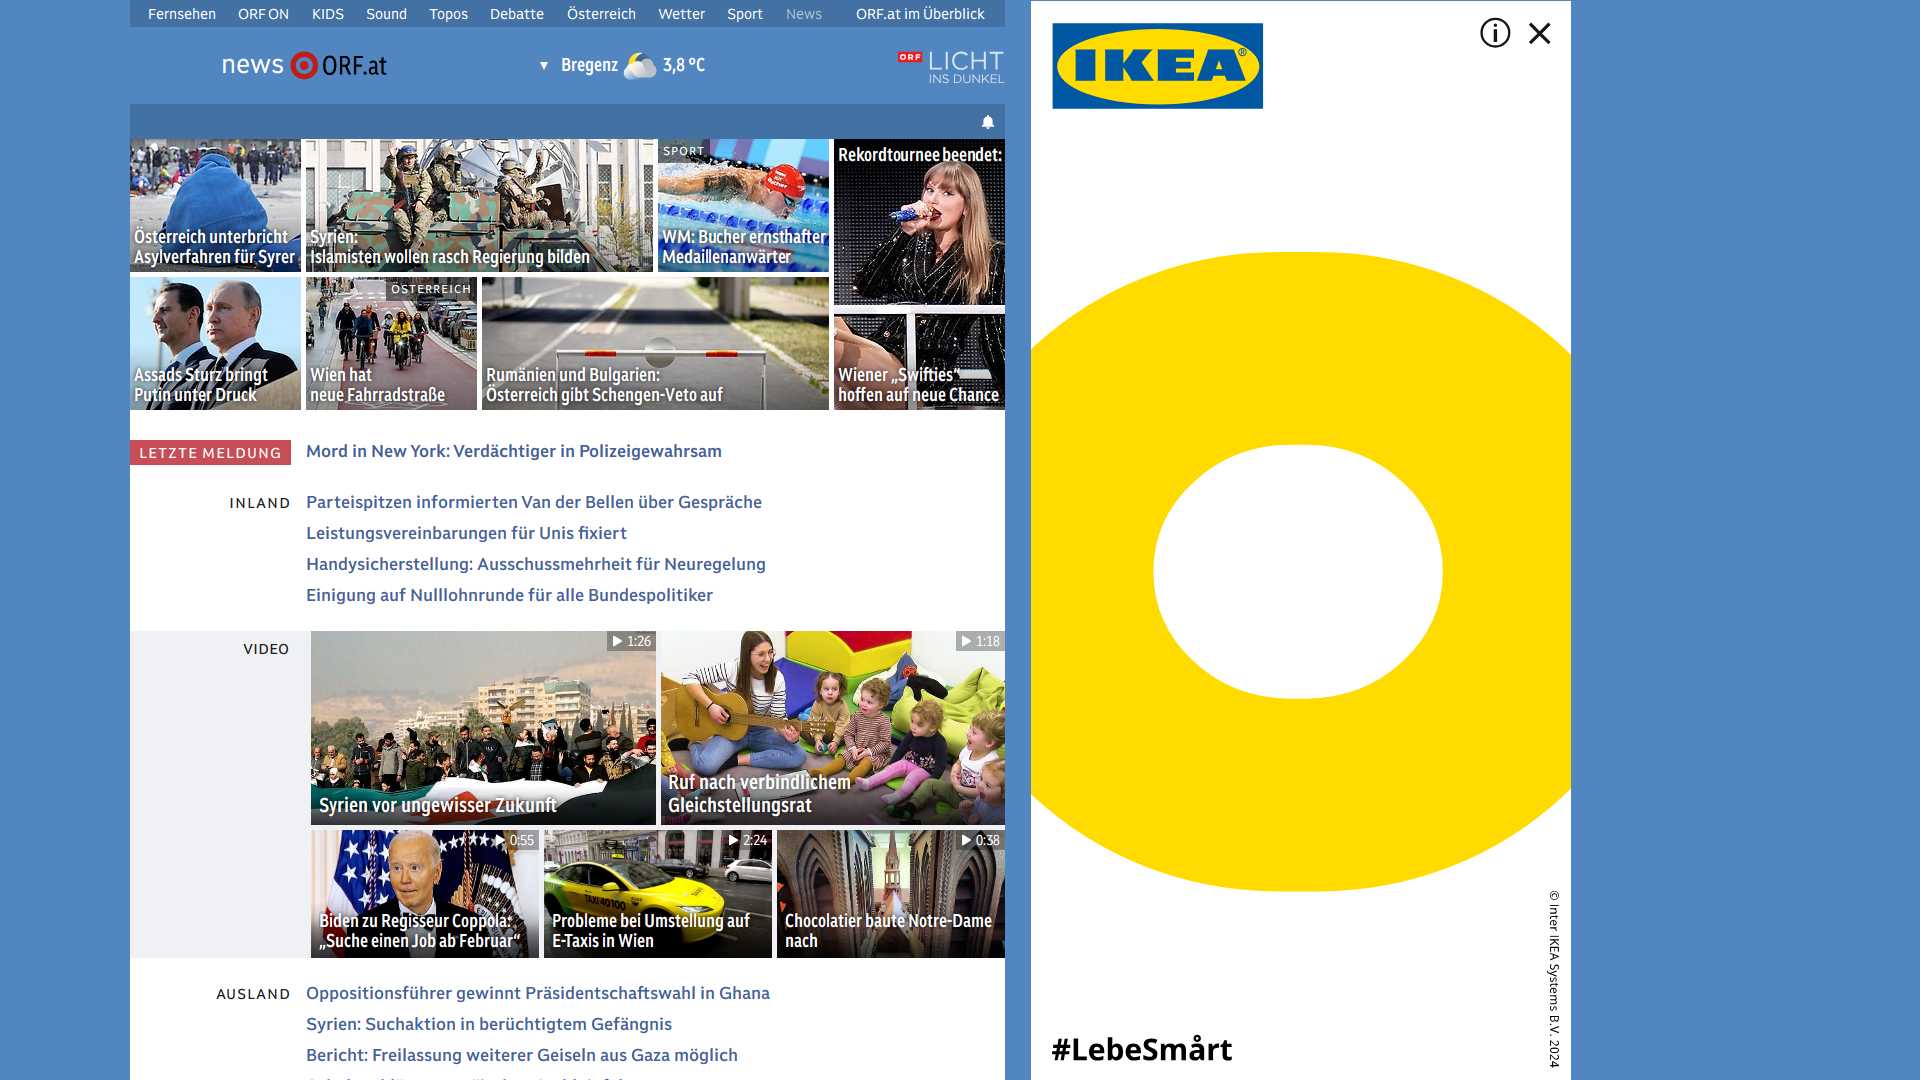 Fernsehen ORF ON KIDS Sound Topos Debatte Österreich Wetter Sport News ORF.at im Überblick
news ORF.at
▼ Bregenz 3,8 °C
ORF LICHT
INS DUNKEL
Österreich unterbricht
Asylverfahren für Syrer
Syrien:
Islamisten wollen rasch Regierung bilden
SPORT
WM: Bucher ernsthafter
Medaillenanwärter
Rekordtournee beendet:
Wiener „Swifties“
hoffen auf neue Chance
Assads Sturz bringt
Putin unter Druck
ÖSTERREICH
Wien hat
neue Fahrradstraße
Rumänien und Bulgarien:
Österreich gibt Schengen-Veto auf
LETZTE MELDUNG
Mord in New York: Verdächtiger in Polizeigewahrsam
INLAND
Parteispitzen informierten Van der Bellen über Gespräche
Leistungsvereinbarungen für Unis fixiert
Handysicherstellung: Ausschussmehrheit für Neuregelung
Einigung auf Nulllohnrunde für alle Bundespolitiker
VIDEO
1:26
Syrien vor ungewisser Zukunft
1:18
Ruf nach verbindlichem
Gleichstellungsrat
0:55
Biden zu Regisseur Coppola:
„Suche einen Job ab Februar“
2:24
TAXI 40100
Probleme bei Umstellung auf
E-Taxis in Wien
0:38
Chocolatier baute Notre-Dame
nach
AUSLAND
Oppositionsführer gewinnt Präsidentschaftswahl in Ghana
Syrien: Suchaktion in berüchtigtem Gefängnis
Bericht: Freilassung weiterer Geiseln aus Gaza möglich
IKEA®
© Inter IKEA Systems B.V. 2024
#LebeSmårt